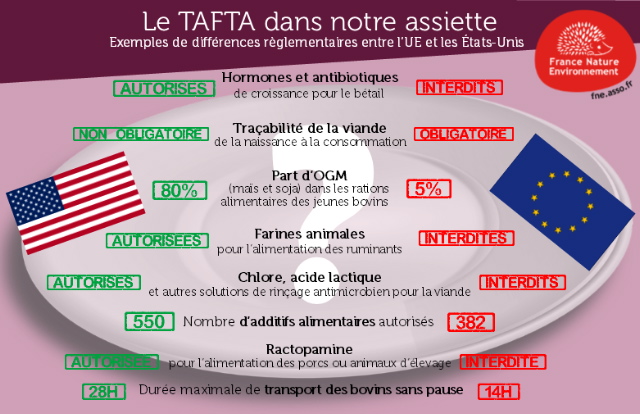 Le TAFTA dans notre assiette
Exemples de différences règlementaires entre l'UE et les États-Unis
France Nature
Environnement
fne.asso.fr
Hormones et antibiotiques
AUTORISES de croissance pour le bétail INTERDITS
NON OBLIGATOIRE Traçabilité de la viande OBLIGATOIRE
de la naissance à la consommation
Part d'OGM
80% (maïs et soja) dans les rations 5%
alimentaires des jeunes bovins
Farines animales
AUTORISEES pour l'alimentation des ruminants INTERDITES
Chlore, acide lactique
AUTORISES et autres solutions de rinçage antimicrobien pour la viande INTERDITS
550 Nombre d'additifs alimentaires autorisés 382
Ractopamine
AUTORISEE pour l'alimentation des porcs ou animaux d'élevage INTERDITE
28H Durée maximale de transport des bovins sans pause 14H